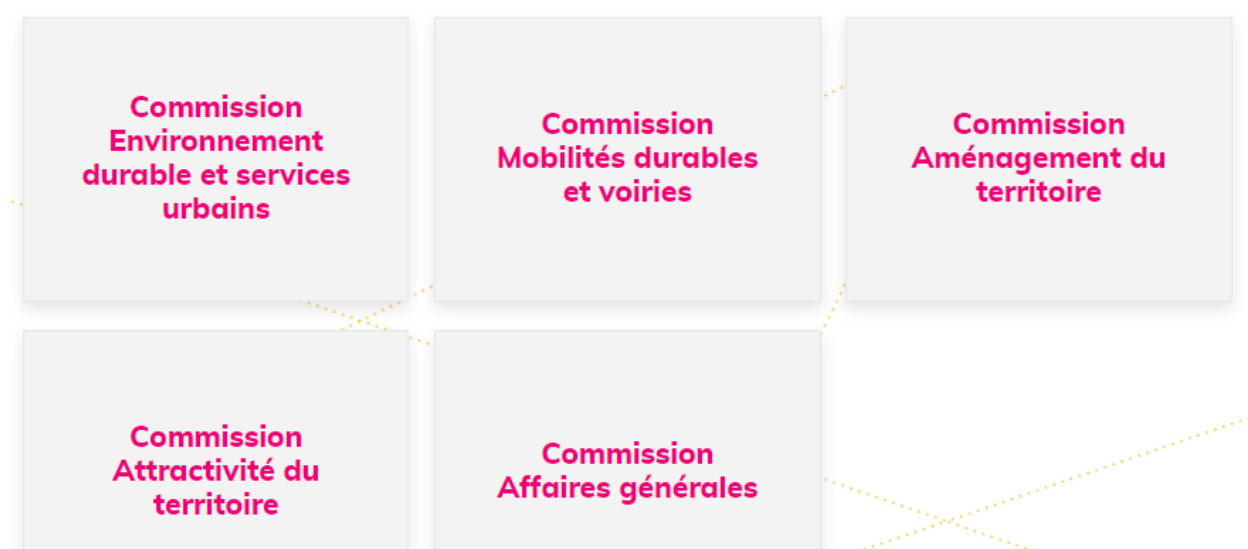 Commission
Environnement
durable et services
urbains
Commission
Mobilités durables
et voiries
Commission
Aménagement du
territoire
Commission
Attractivité du
territoire
Commission
Affaires générales